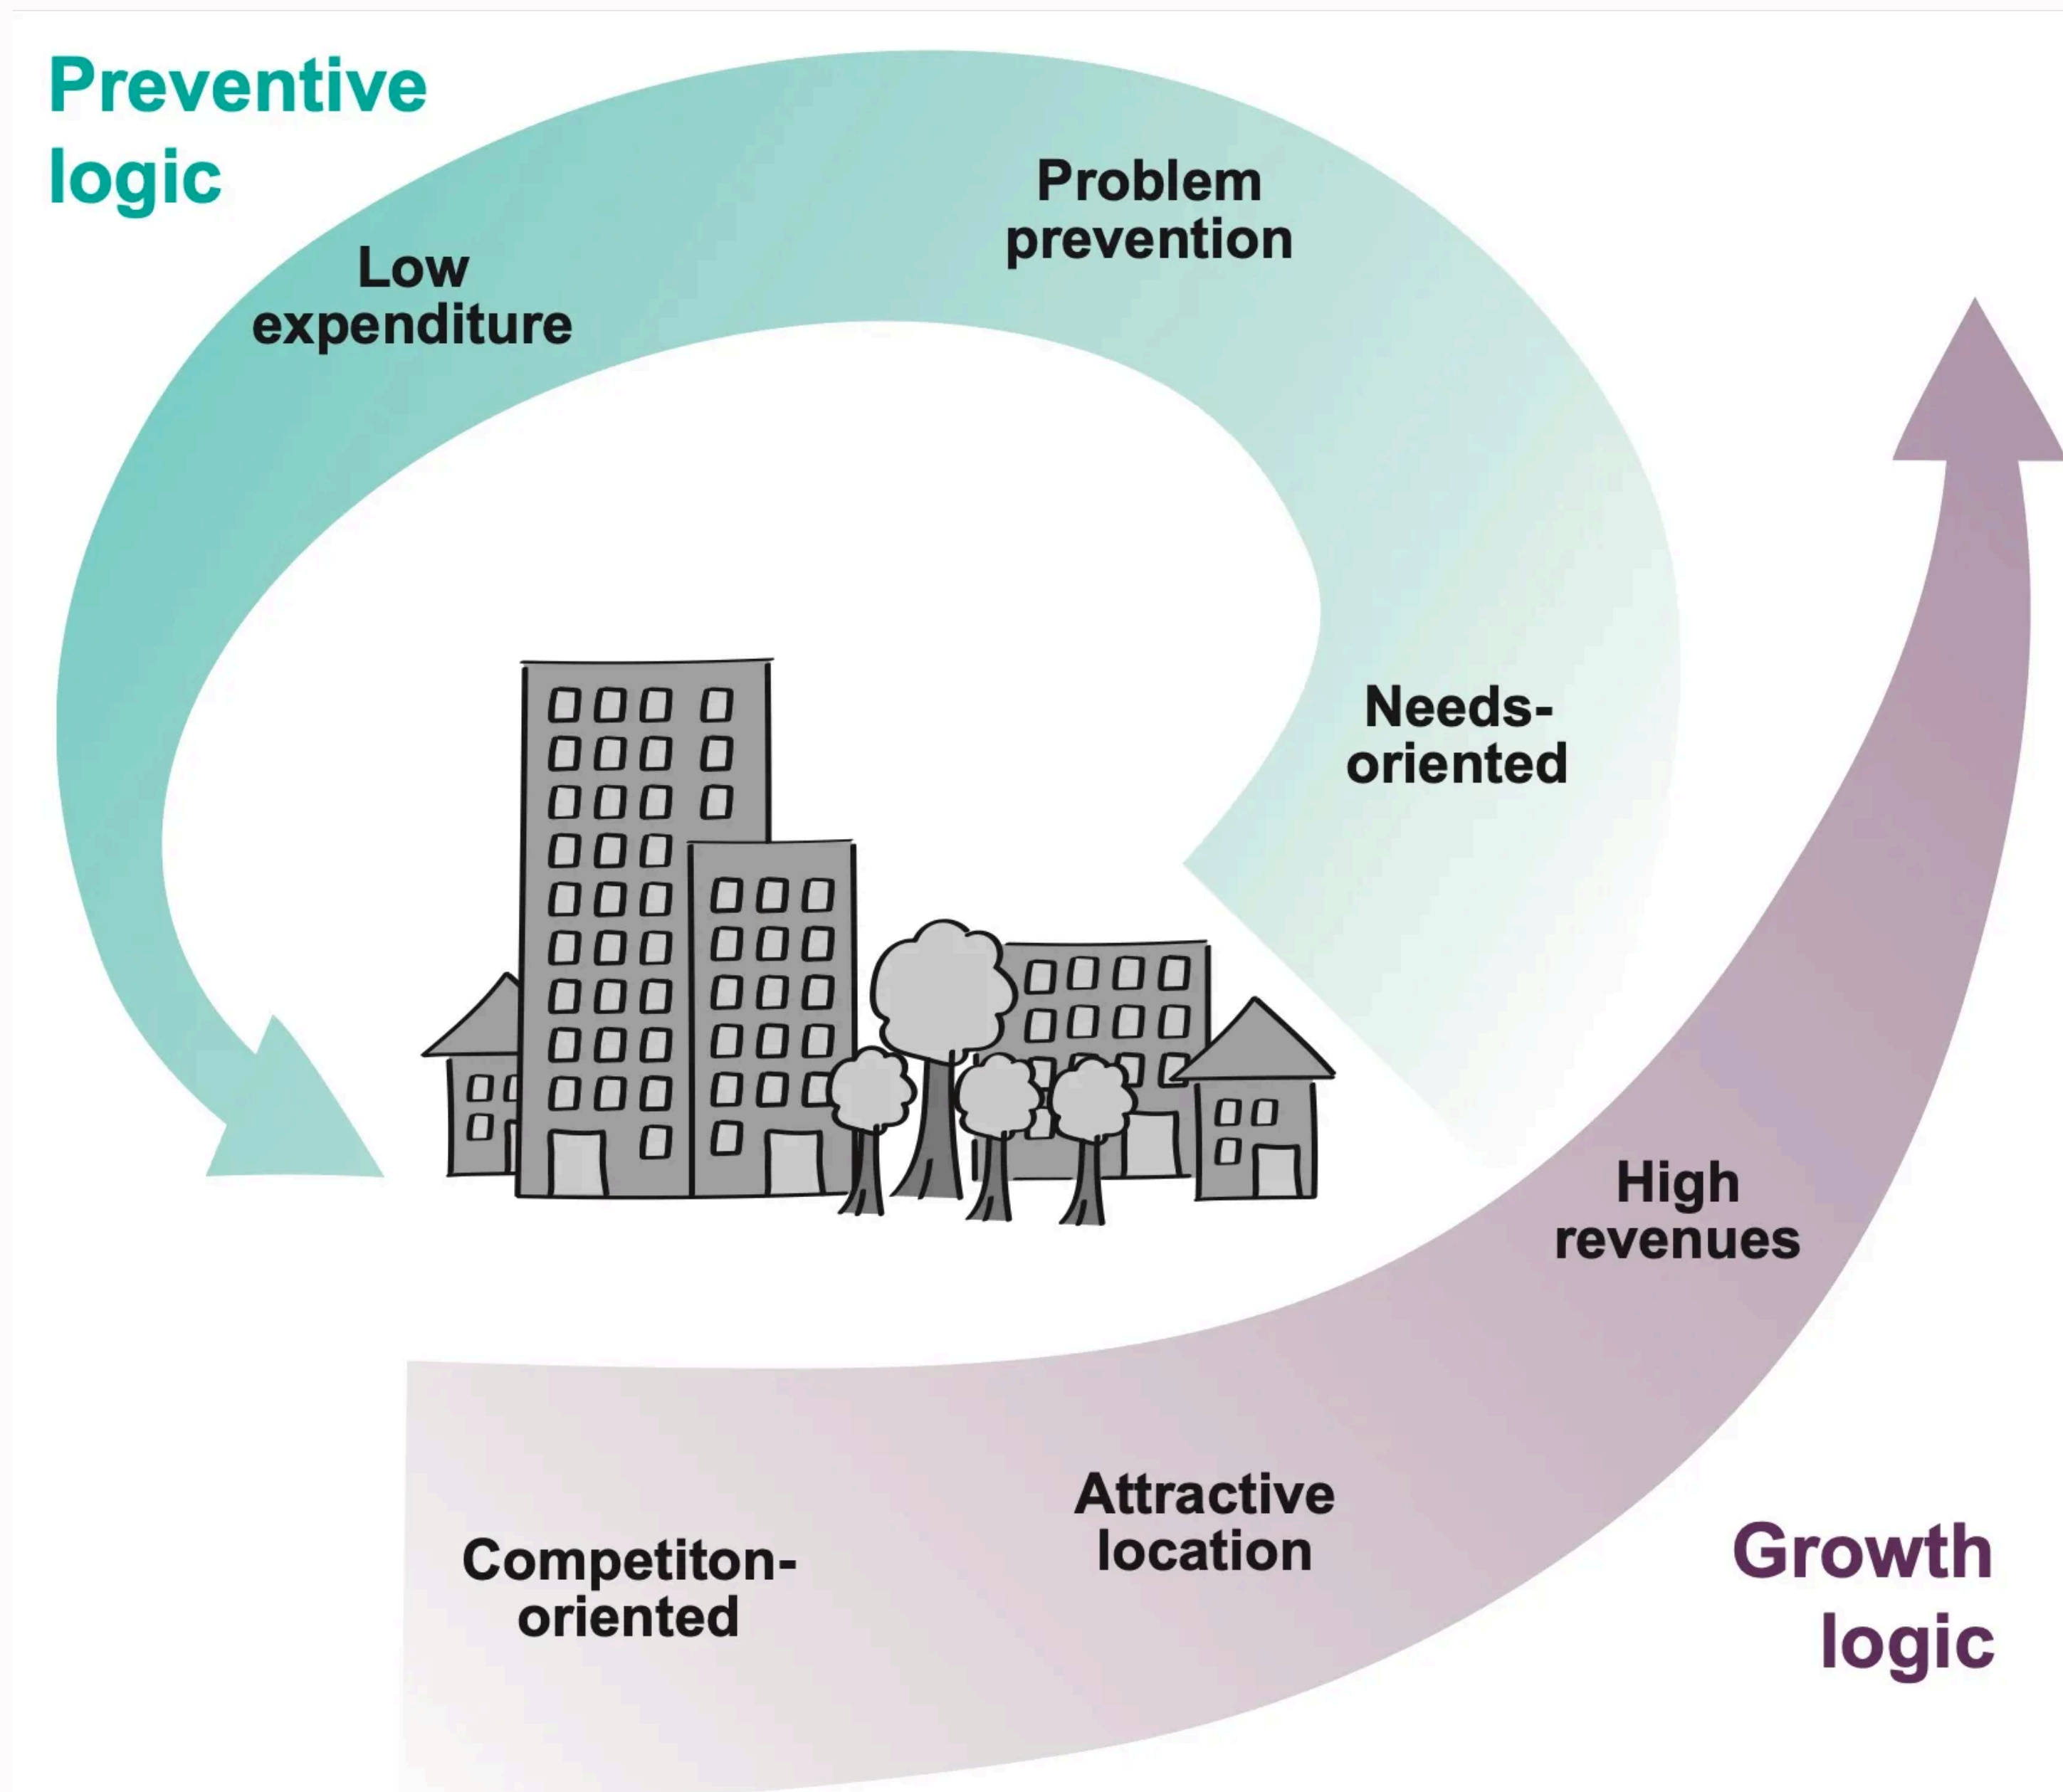 Preventive
logic
Low
expenditure
Problem
prevention
Needs-
oriented
High
revenues
Attractive
location
Competiton-
oriented
Growth
logic